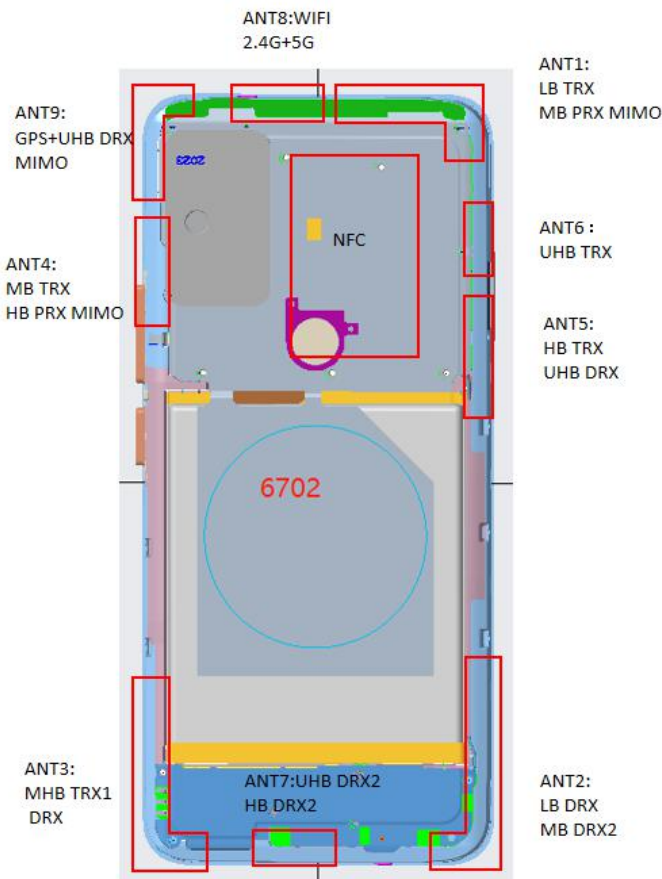 ANT8:WIFI
2.4G+5G
ANT1:
LB TRX
MB PRX MIMO
ANT9:
GPS+UHB DRX
MIMO
2023
NFC
ANT6：
UHB TRX
ANT4:
MB TRX
HB PRX MIMO
ANT5:
HB TRX
UHB DRX
6702
ANT3:
MHB TRX1
DRX
ANT7:UHB DRX2
HB DRX2
ANT2:
LB DRX
MB DRX2